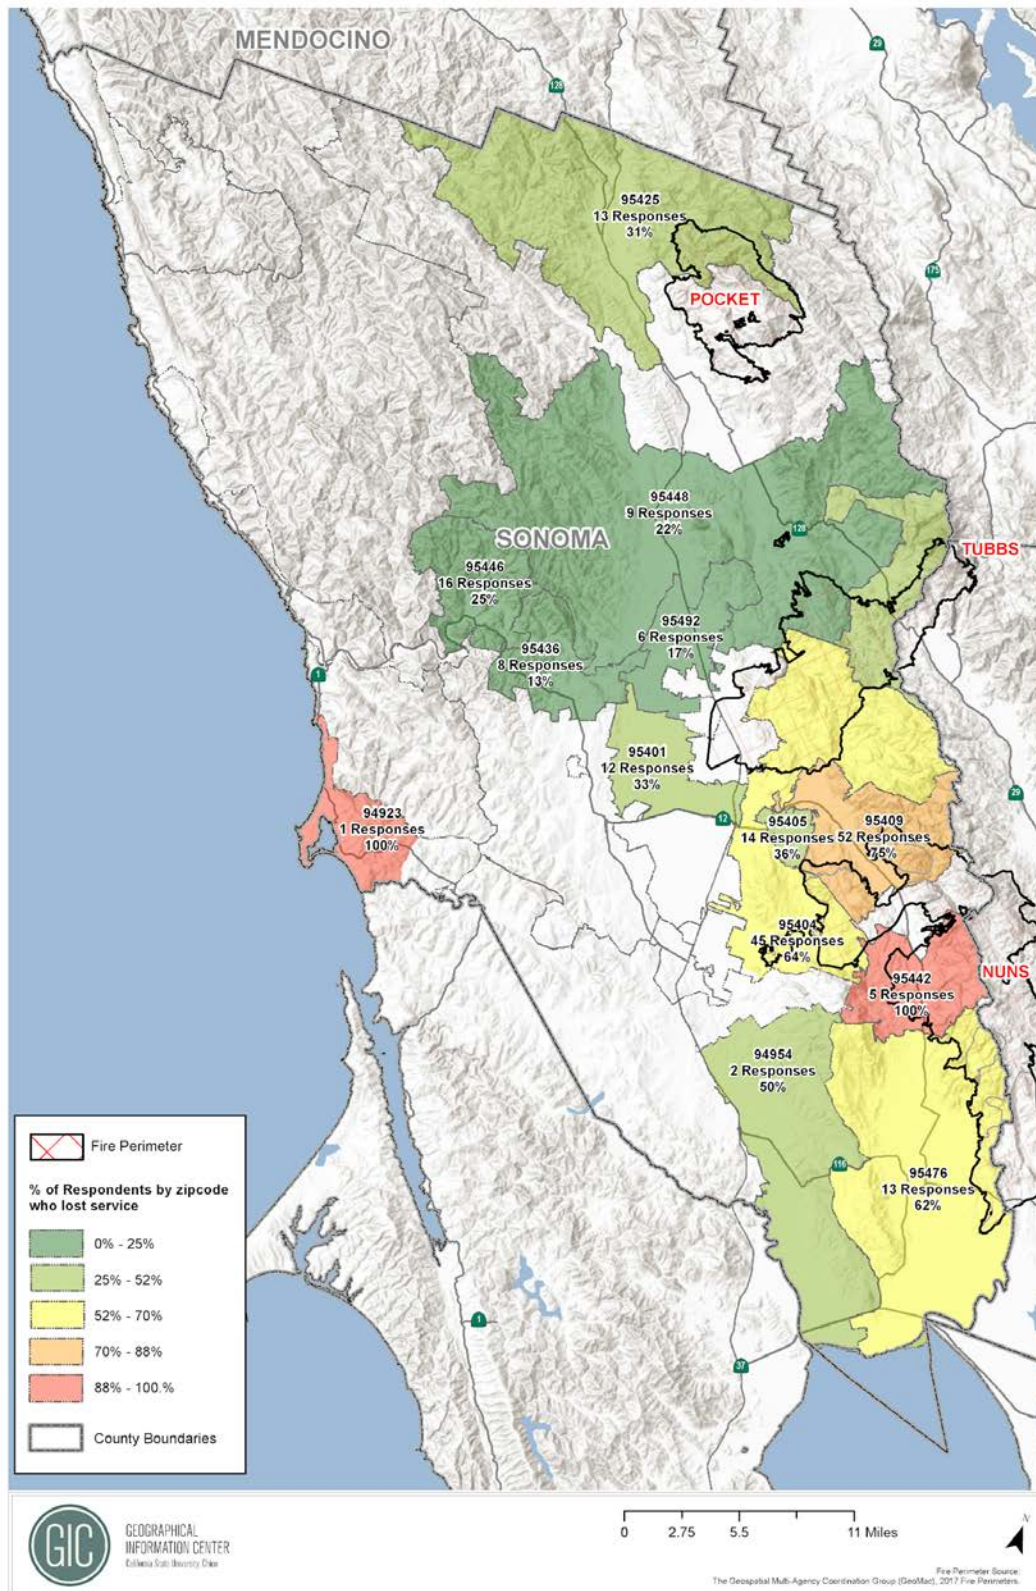 MENDOCINO
29
128
95425
13 Responses
31%
175
POCKET
95448
9 Responses
22%
128
SONOMA
TUBBS
95446
16 Responses
25%
95492
6 Responses
17%
95436
8 Responses
13%
1
95401
12 Responses
33%
29
94923
1 Responses
100%
12
95405
14 Responses
36%
95409
52 Responses
75%
95404
45 Responses
64%
95442
5 Responses
100%
NUNS
94954
2 Responses
50%
116
95476
13 Responses
62%
Fire Perimeter
% of Respondents by zipcode
who lost service
0% - 25%
25% - 52%
52% - 70%
70% - 88%
88% - 100.%
County Boundaries
1
37
GIC
GEOGRAPHICAL
INFORMATION CENTER
California State University, Chico
0 2.75 5.5 11 Miles
N
Fire Perimeter Source:
The Geospatial Multi-Agency Coordination Group (GeoMac), 2017 Fire Perimeters.